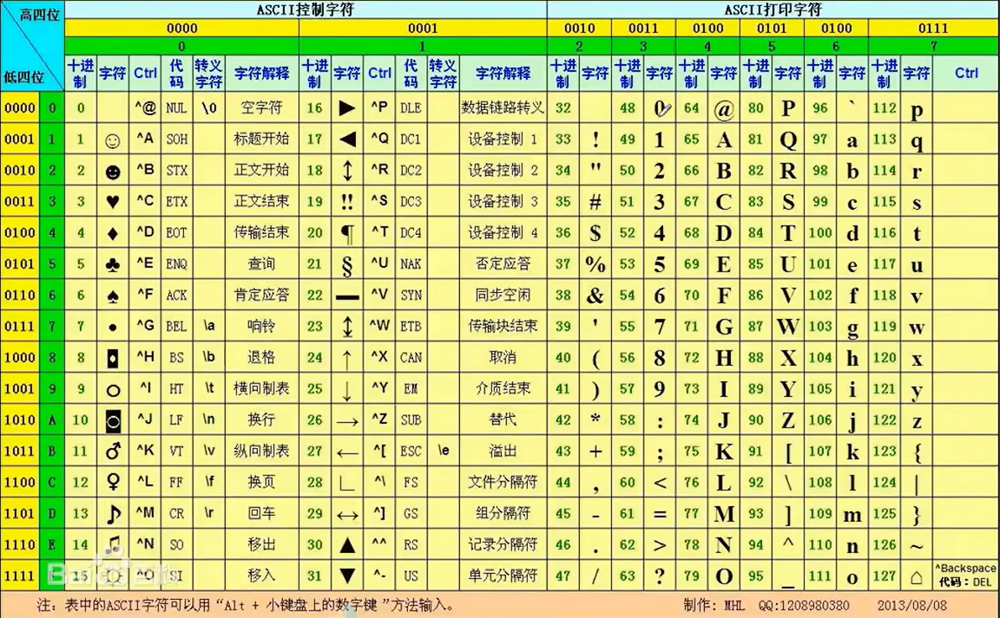 高四位 ASCII控制字符 ASCII打印字符
0000 0001 0010 0011 0100 0101 0100 0111
0 1 2 3 4 5 6 7
低四位 十进制 字符 Ctrl 代码 转义字符 字符解释 十进制 字符 Ctrl 代码 转义字符 字符解释 十进制 字符 十进制 字符 十进制 字符 十进制 字符 十进制 字符 十进制 字符 Ctrl
0000 0 0 ^@ NUL \0 空字符 16 ► ^P DLE 数据链路转义 32 48 0 64 @ 80 P 96 ` 112 p
0001 1 1 ☺ ^A SOH 标题开始 17 ◄ ^Q DC1 设备控制 1 33 ! 49 1 65 A 81 Q 97 a 113 q
0010 2 2 ☻ ^B STX 正文开始 18 ↕ ^R DC2 设备控制 2 34 " 50 2 66 B 82 R 98 b 114 r
0011 3 3 ♥ ^C ETX 正文结束 19 ‼ ^S DC3 设备控制 3 35 # 51 3 67 C 83 S 99 c 115 s
0100 4 4 ♦ ^D EOT 传输结束 20 ¶ ^T DC4 设备控制 4 36 $ 52 4 68 D 84 T 100 d 116 t
0101 5 5 ♣ ^E ENQ 查询 21 § ^U NAK 否定应答 37 % 53 5 69 E 85 U 101 e 117 u
0110 6 6 ♠ ^F ACK 肯定应答 22 ▬ ^V SYN 同步空闲 38 & 54 6 70 F 86 V 102 f 118 v
0111 7 7 • ^G BEL \a 响铃 23 ↨ ^W ETB 传输块结束 39 ' 55 7 71 G 87 W 103 g 119 w
1000 8 8 ◘ ^H BS \b 退格 24 ↑ ^X CAN 取消 40 ( 56 8 72 H 88 X 104 h 120 x
1001 9 9 ○ ^I HT \t 横向制表 25 ↓ ^Y EM 介质结束 41 ) 57 9 73 I 89 Y 105 i 121 y
1010 A 10 ◙ ^J LF \n 换行 26 → ^Z SUB 替代 42 * 58 : 74 J 90 Z 106 j 122 z
1011 B 11 ♂ ^K VT \v 纵向制表 27 ← ^[ ESC \e 溢出 43 + 59 ; 75 K 91 [ 107 k 123 {
1100 C 12 ♀ ^L FF \f 换页 28 ∟ ^\ FS 文件分隔符 44 , 60 < 76 L 92 \ 108 l 124 |
1101 D 13 ♪ ^M CR \r 回车 29 ↔ ^] GS 组分隔符 45 - 61 = 77 M 93 ] 109 m 125 }
1110 E 14 ♫ ^N SO 移出 30 ▲ ^^ RS 记录分隔符 46 . 62 > 78 N 94 ^ 110 n 126 ~
1111 15 ☼ ^O SI 移入 31 ▼ ^- US 单元分隔符 47 / 63 ? 79 O 95 _ 111 o 127 ⌂ ^Backspace 代码：DEL
注：表中的ASCII字符可以用“Alt + 小键盘上的数字键 ”方法输入。 制作：MHL QQ:1208980380 2013/08/08